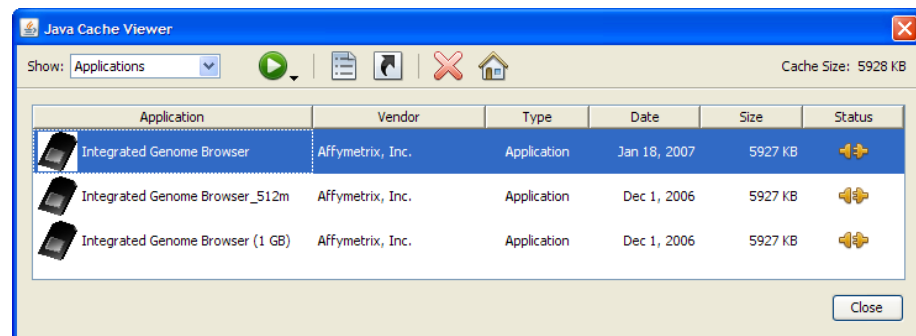 Java Cache Viewer
Show: Applications Cache Size: 5928 KB
Application Vendor Type Date Size Status
Integrated Genome Browser Affymetrix, Inc. Application Jan 18, 2007 5927 KB
Integrated Genome Browser_512m Affymetrix, Inc. Application Dec 1, 2006 5927 KB
Integrated Genome Browser (1 GB) Affymetrix, Inc. Application Dec 1, 2006 5927 KB
Close